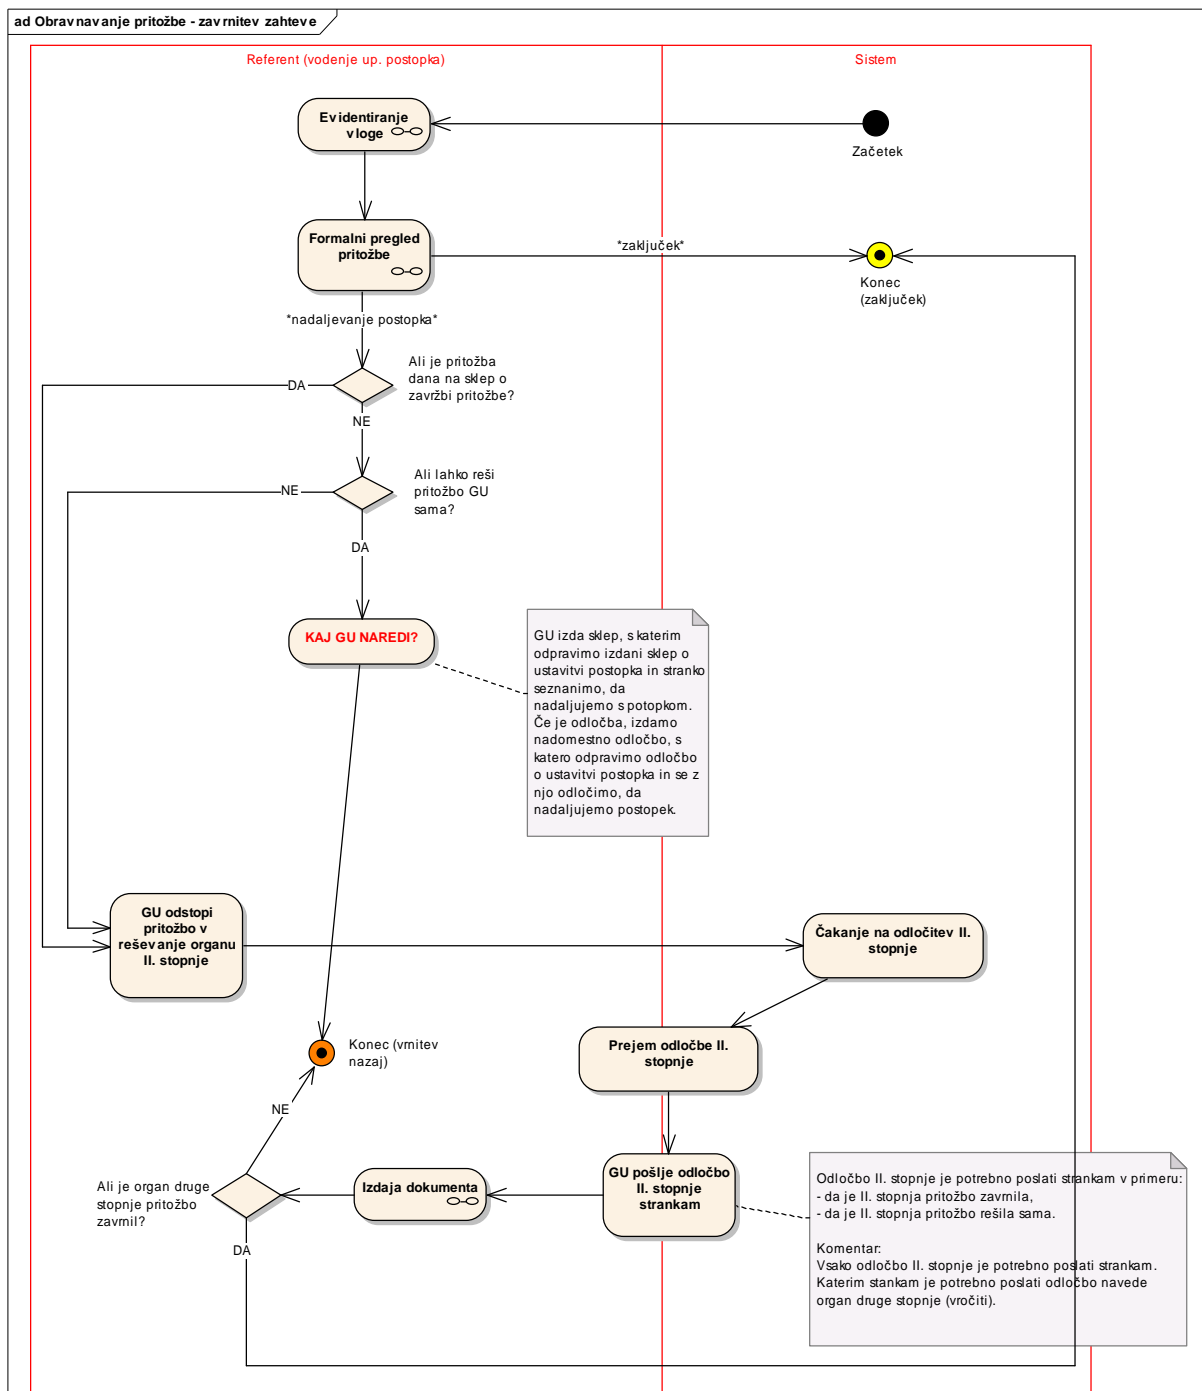 ad Obravnavanje pritožbe - zavrnitev zahteve
Referent (vodenje up. postopka)
Sistem
Evidentiranje
vloge
Začetek
Formalni pregled
pritožbe
*zaključek*
Konec
(zaključek)
*nadaljevanje postopka*
Ali je pritožba
dana na sklep o
zavržbi pritožbe?
DA
NE
Ali lahko reši
pritožbo GU
sama?
NE
DA
KAJ GU NAREDI?
GU izda sklep, s katerim
odpravimo izdani sklep o
ustavitvi postopka in stranko
seznanimo, da
nadaljujemo s potopkom.
Če je odločba, izdamo
nadomestno odločbo, s
katero odpravimo odločbo
o ustavitvi postopka in se z
njo odločimo, da
nadaljujemo postopek.
GU odstopi
pritožbo v
reševanje organu
II. stopnje
Čakanje na odločitev II.
stopnje
Prejem odločbe II.
stopnje
Konec (vrnitev
nazaj)
NE
GU pošlje odločbo
II. stopnje
strankam
Izdaja dokumenta
Ali je organ druge
stopnje pritožbo
zavrnil?
DA
Odločbo II. stopnje je potrebno poslati strankam v primeru:
- da je II. stopnja pritožbo zavrnila,
- da je II. stopnja pritožbo rešila sama.
Komentar:
Vsako odločbo II. stopnje je potrebno poslati strankam.
Katerim stankam je potrebno poslati odločbo navede
organ druge stopnje (vročiti).